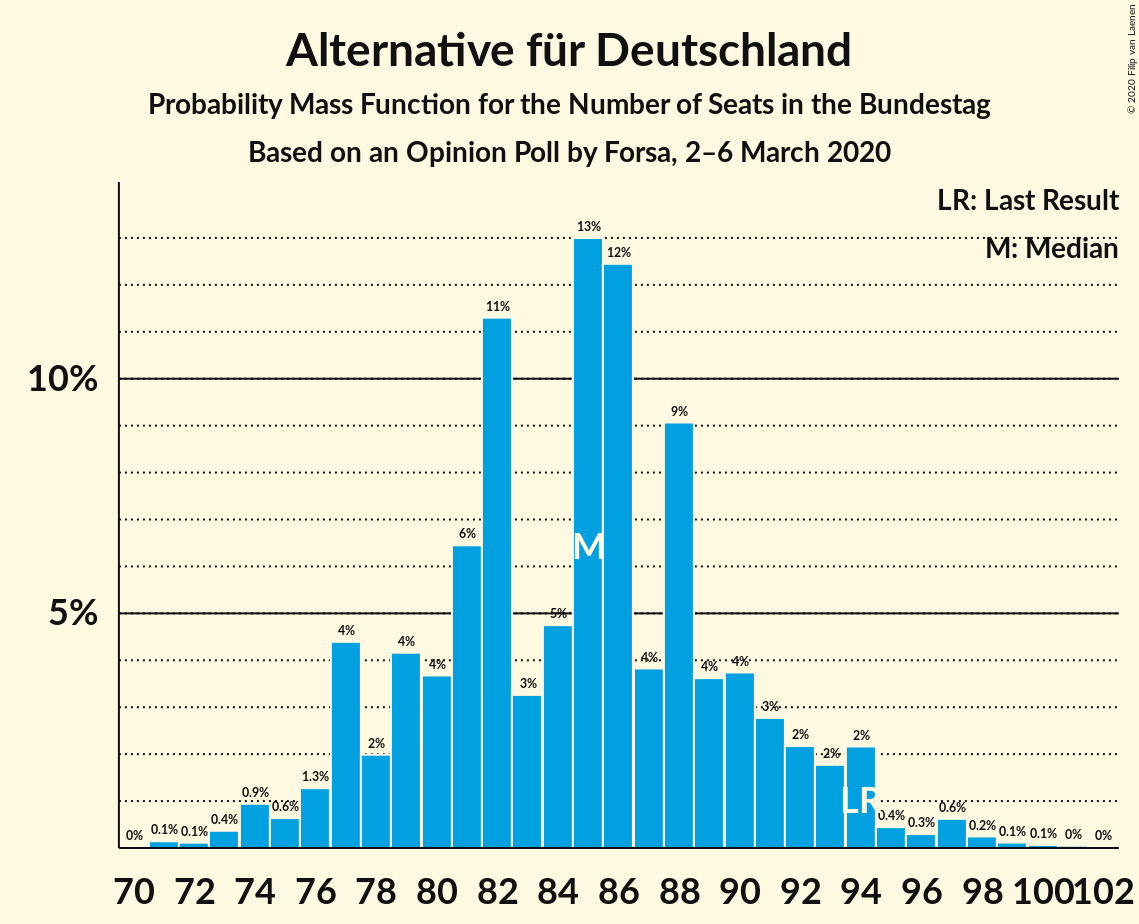 Alternative für Deutschland
Probability Mass Function for the Number of Seats in the Bundestag
Based on an Opinion Poll by Forsa, 2–6 March 2020
© 2020 Filip van Laenen
LR: Last Result
M: Median
10%
5%
0% 0.1% 0.1% 0.4% 0.9% 0.6% 1.3% 4% 2% 4% 4% 6% 11% 3% 5% 13% 12% 4% 9% 4% 4% 3% 2% 2% 2% 0.4% 0.3% 0.6% 0.2% 0.1% 0.1% 0% 0%
M
LR
70 72 74 76 78 80 82 84 86 88 90 92 94 96 98 100 102